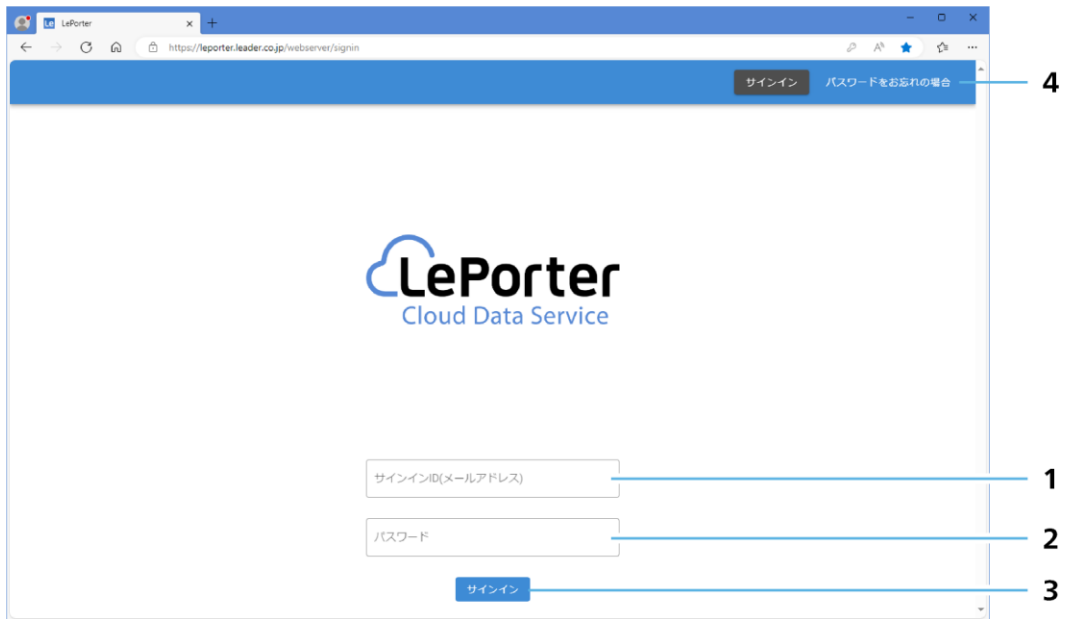 LePorter
https://leporter.leader.co.jp/webserver/signin
サインイン パスワードをお忘れの場合 4
LePorter
Cloud Data Service
サインインID(メールアドレス) 1
パスワード 2
サインイン 3